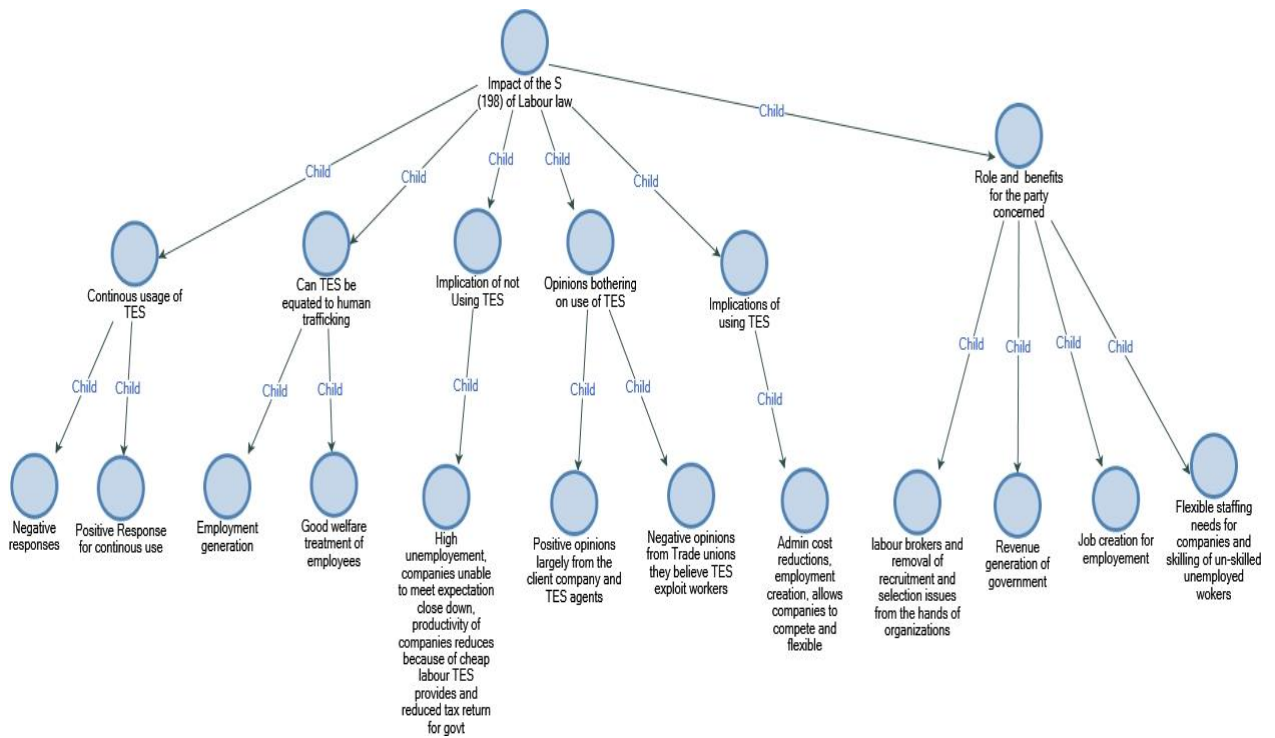 Impact of the S
(198) of Labour law
Child
Role and  benefits
for the party
concerned
Child
Child
Child
Child
Child
Continous usage of
TES
Can TES be
equated to human
trafficking
Implication of not
Using TES
Opinions bothering
on use of TES
Implications of
using TES
Child
Child
Child
Child
Child
Child
Child
Child
Child
Child
Child
Child
Negative
responses
Positive Response
for continous use
Employment
generation
Good welfare
treatment of
employees
High
unemployement,
companies unable
to meet expectation
close down,
productivity of
companies reduces
because of cheap
labour TES
provides and
reduced tax return
for govt
Positive opinions
largely from the
client company and
TES agents
Negative opinions
from Trade unions
they believe TES
exploit workers
Admin cost
reductions,
employment
creation, allows
companies to
compete and
flexible
labour brokers and
removal of
recruitment and
selection issues
from the hands of
organizations
Revenue
generation of
government
Job creation for
employement
Flexible staffing
needs for
companies and
skilling of un-skilled
unemployed
wokers